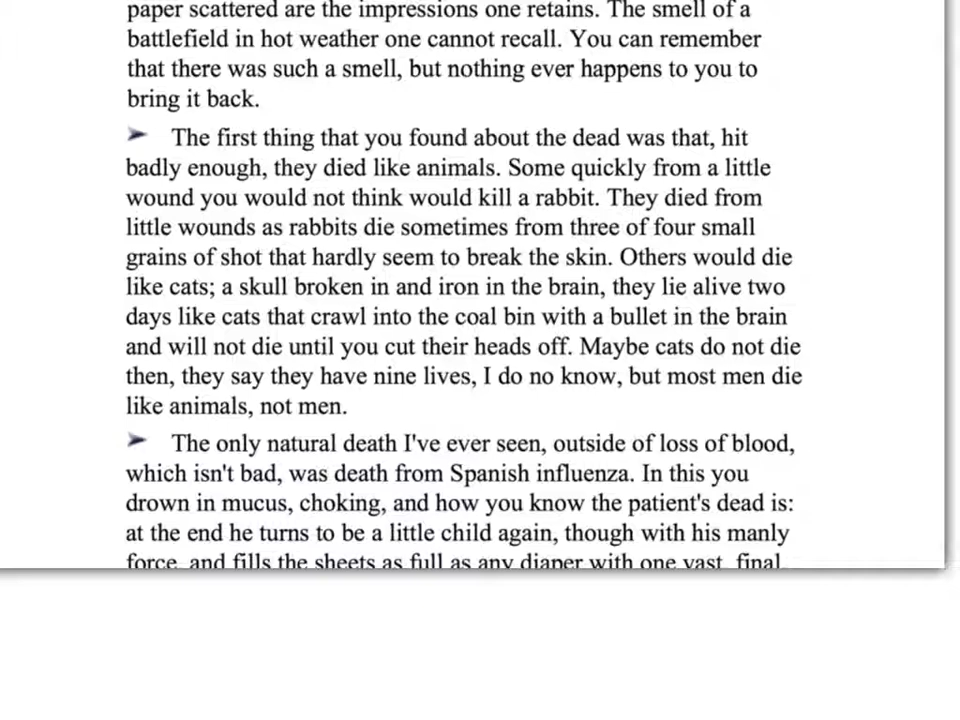 paper scattered are the impressions one retains. The smell of a
battlefield in hot weather one cannot recall. You can remember
that there was such a smell, but nothing ever happens to you to
bring it back.
➢ The first thing that you found about the dead was that, hit
badly enough, they died like animals. Some quickly from a little
wound you would not think would kill a rabbit. They died from
little wounds as rabbits die sometimes from three of four small
grains of shot that hardly seem to break the skin. Others would die
like cats; a skull broken in and iron in the brain, they lie alive two
days like cats that crawl into the coal bin with a bullet in the brain
and will not die until you cut their heads off. Maybe cats do not die
then, they say they have nine lives, I do no know, but most men die
like animals, not men.
➢ The only natural death I've ever seen, outside of loss of blood,
which isn't bad, was death from Spanish influenza. In this you
drown in mucus, choking, and how you know the patient's dead is:
at the end he turns to be a little child again, though with his manly
force, and fills the sheets as full as any diaper with one vast, final,